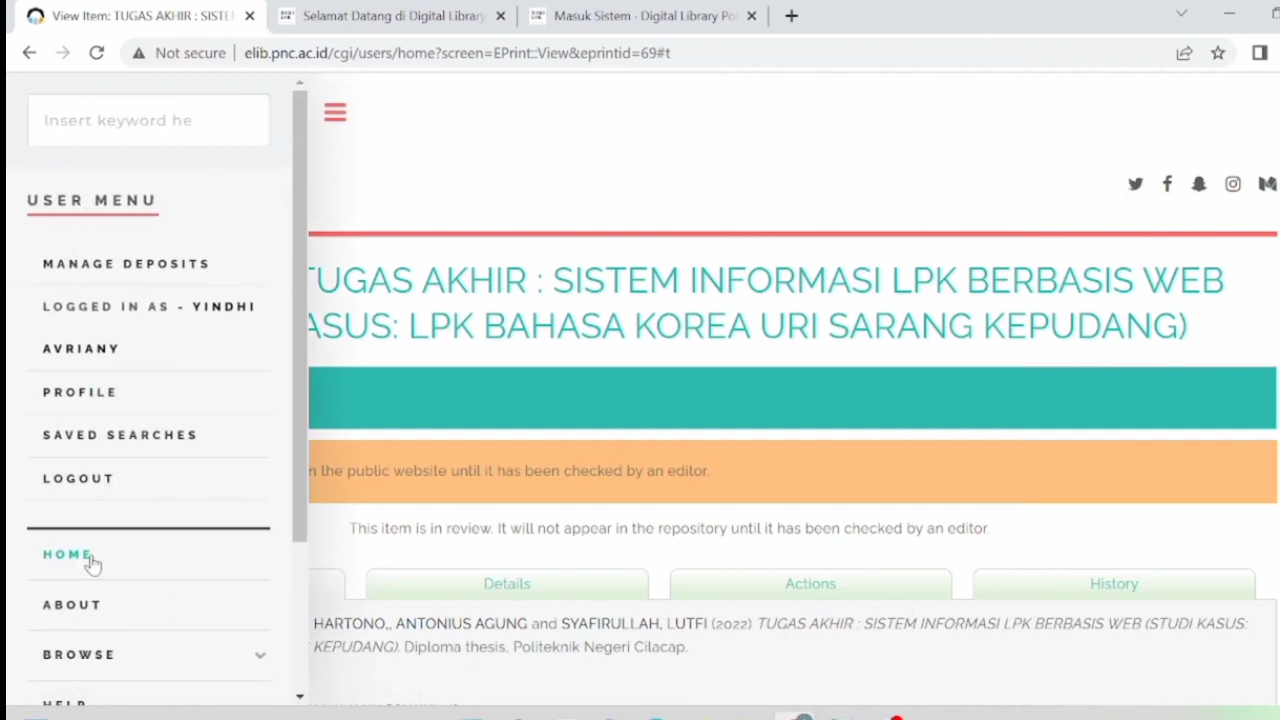 View Item: TUGAS AKHIR : SISTE
Selamat Datang di Digital Library
Masuk Sistem - Digital Library Po
Not secure
elib.pnc.ac.id/cgi/users/home?screen=EPrint::View&eprintid=69#t
Insert keyword he
USER MENU
MANAGE DEPOSITS
LOGGED IN AS - YINDHI
AVRIANY
PROFILE
SAVED SEARCHES
LOGOUT
HOME
ABOUT
BROWSE
HELP
TUGAS AKHIR : SISTEM INFORMASI LPK BERBASIS WEB
ASUS: LPK BAHASA KOREA URI SARANG KEPUDANG)
n the public website until it has been checked by an editor.
This item is in review. It will not appear in the repository until it has been checked by an editor.
Details
Actions
History
HARTONO,, ANTONIUS AGUNG and SYAFIRULLAH, LUTFI (2022) TUGAS AKHIR : SISTEM INFORMASI LPK BERBASIS WEB (STUDI KASUS:
KEPUDANG). Diploma thesis, Politeknik Negeri Cilacap.